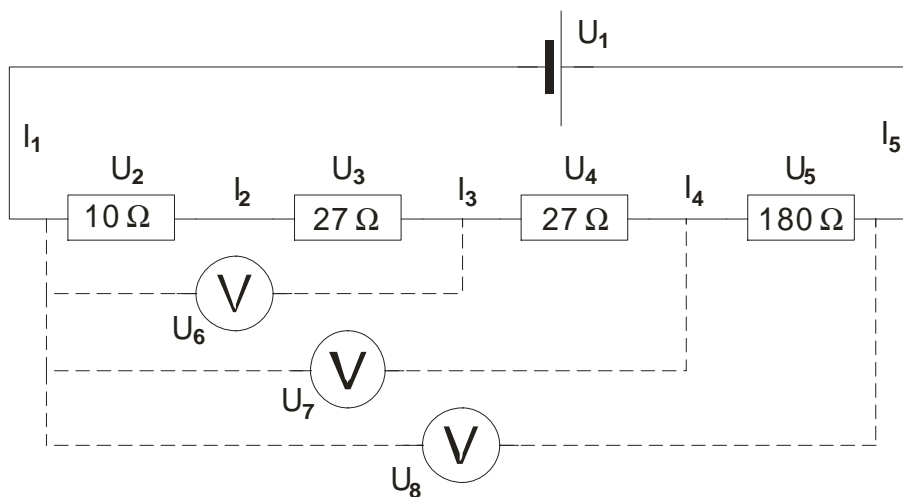 U₁
I₁
I₅
U₂ I₂ U₃ I₃ U₄ I₄ U₅
10 Ω 27 Ω 27 Ω 180 Ω
V
U₆
V
U₇
V
U₈